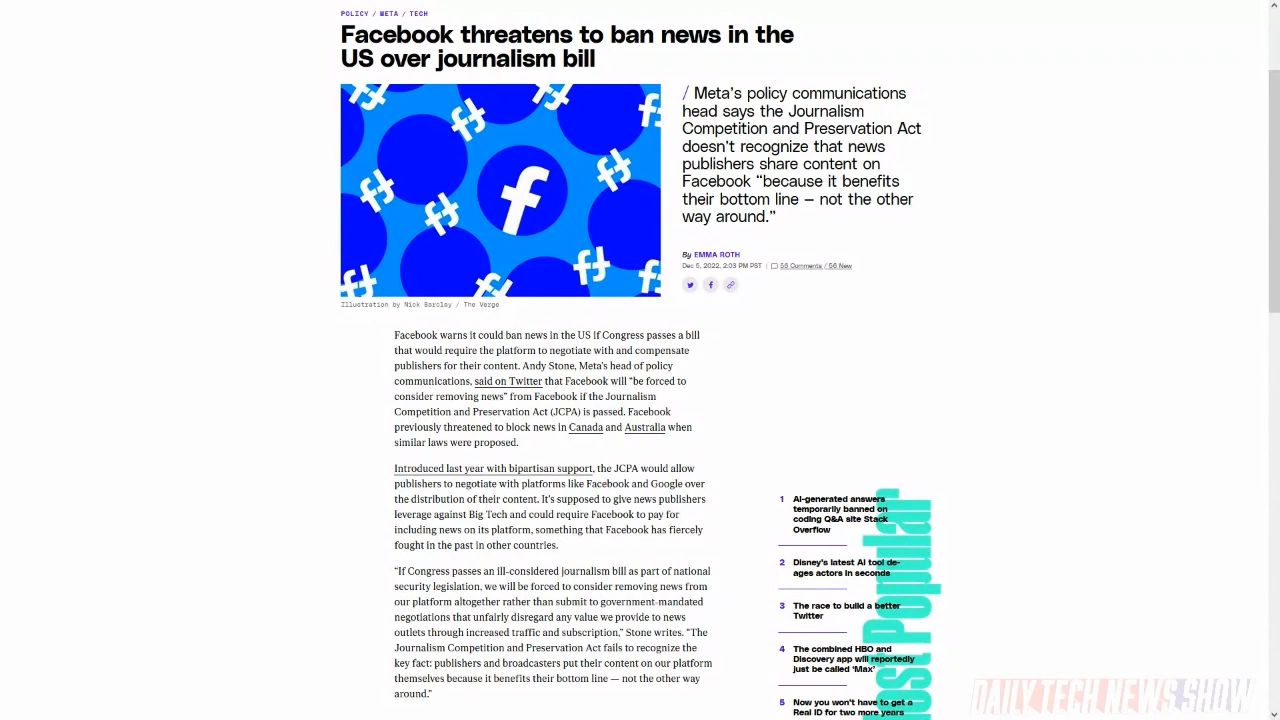 POLICY / META / TECH
Facebook threatens to ban news in the
US over journalism bill
/ Meta's policy communications
head says the Journalism
Competition and Preservation Act
doesn't recognize that news
publishers share content on
Facebook “because it benefits
their bottom line — not the other
way around.”
By EMMA ROTH
Dec 5, 2022, 2:03 PM PST | 56 Comments / 56 New
Illustration by Nick Barclay / The Verge
Facebook warns it could ban news in the US if Congress passes a bill
that would require the platform to negotiate with and compensate
publishers for their content. Andy Stone, Meta's head of policy
communications, said on Twitter that Facebook will “be forced to
consider removing news” from Facebook if the Journalism
Competition and Preservation Act (JCPA) is passed. Facebook
previously threatened to block news in Canada and Australia when
similar laws were proposed.
Introduced last year with bipartisan support, the JCPA would allow
publishers to negotiate with platforms like Facebook and Google over
the distribution of their content. It's supposed to give news publishers
leverage against Big Tech and could require Facebook to pay for
including news on its platform, something that Facebook has fiercely
fought in the past in other countries.
“If Congress passes an ill-considered journalism bill as part of national
security legislation, we will be forced to consider removing news from
our platform altogether rather than submit to government-mandated
negotiations that unfairly disregard any value we provide to news
outlets through increased traffic and subscription,” Stone writes. “The
Journalism Competition and Preservation Act fails to recognize the
key fact: publishers and broadcasters put their content on our platform
themselves because it benefits their bottom line — not the other way
around.”
Most Popular
1 AI-generated answers
temporarily banned on
coding Q&A site Stack
Overflow
2 Disney's latest AI tool de-
ages actors in seconds
3 The race to build a better
Twitter
4 The combined HBO and
Discovery app will reportedly
just be called ‘Max’
5 Now you won't have to get a
Real ID for two more years
DAILY TECH NEWS SHOW